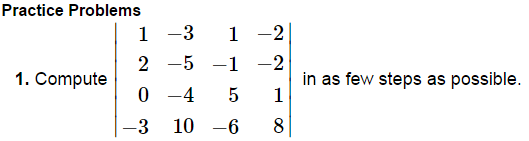 Practice Problems
1. Compute
| 1 −3 1 −2 |
| 2 −5 −1 −2 |
| 0 −4 5 1 |
| −3 10 −6 8 |
in as few steps as possible.